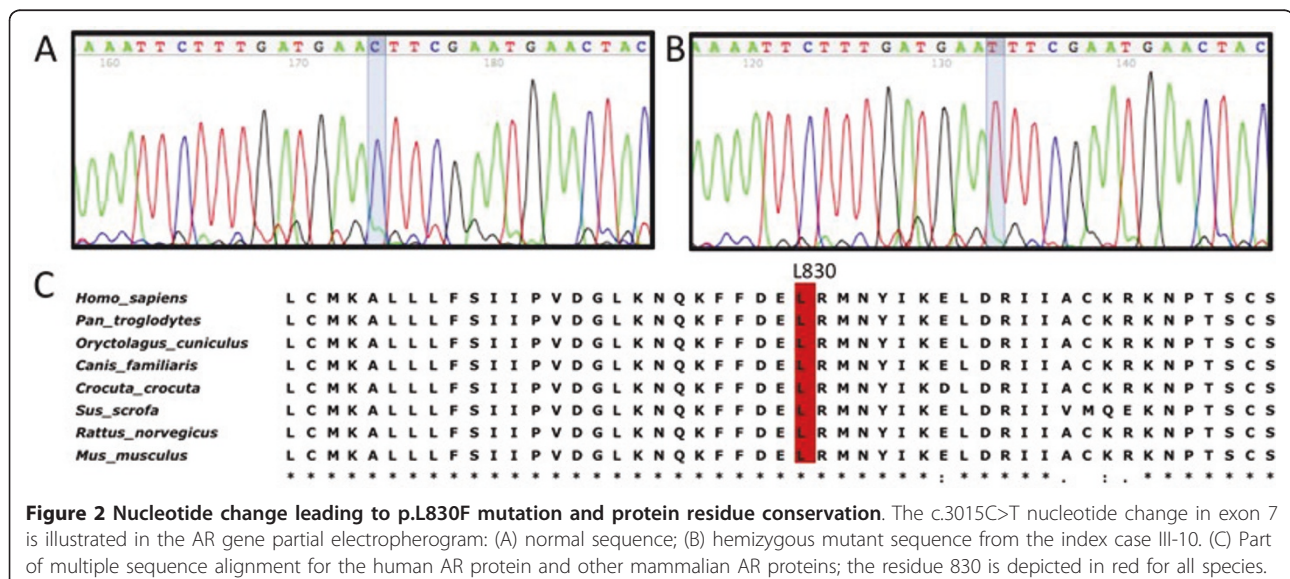 A
A A A T T C T T T G A T G A A C T T C G A A T G A A C T A C
160 170 180
B
A A A A T T C T T T G A T G A A T T T C G A A T G A A C T A C
120 130 140
C
L830
Homo_sapiens L C M K A L L L F S I I P V D G L K N Q K F F D E L R M N Y I K E L D R I I A C K R K N P T S C S
Pan_troglodytes L C M K A L L L F S I I P V D G L K N Q K F F D E L R M N Y I K E L D R I I A C K R K N P T S C S
Oryctolagus_cuniculus L C M K A L L L F S I I P V D G L K N Q K F F D E L R M N Y I K E L D R I I A C K R K N P T S C S
Canis_familiaris L C M K A L L L F S I I P V D G L K N Q K F F D E L R M N Y I K E L D R I I A C K R K N P T S C S
Crocuta_crocuta L C M K A L L L F S I I P V D G L K N Q K F F D E L R M N Y I K D L D R I I A C K R K N P T S C S
Sus_scrofa L C M K A L L L F S I I P V D G L K N Q K F F D E L R M N Y I K E L D R I I V M Q E K N P T S C S
Rattus_norvegicus L C M K A L L L F S I I P V D G L K N Q K F F D E L R M N Y I K E L D R I I A C K R K N P T S C S
Mus_musculus L C M K A L L L F S I I P V D G L K N Q K F F D E L R M N Y I K E L D R I I A C K R K N P T S C S
* * * * * * * * * * * * * * * * * * * * * * * * * * * * * * * * : * * * * * . : . * * * * * * *
Figure 2 Nucleotide change leading to p.L830F mutation and protein residue conservation. The c.3015C>T nucleotide change in exon 7
is illustrated in the AR gene partial electropherogram: (A) normal sequence; (B) hemizygous mutant sequence from the index case III-10. (C) Part
of multiple sequence alignment for the human AR protein and other mammalian AR proteins; the residue 830 is depicted in red for all species.